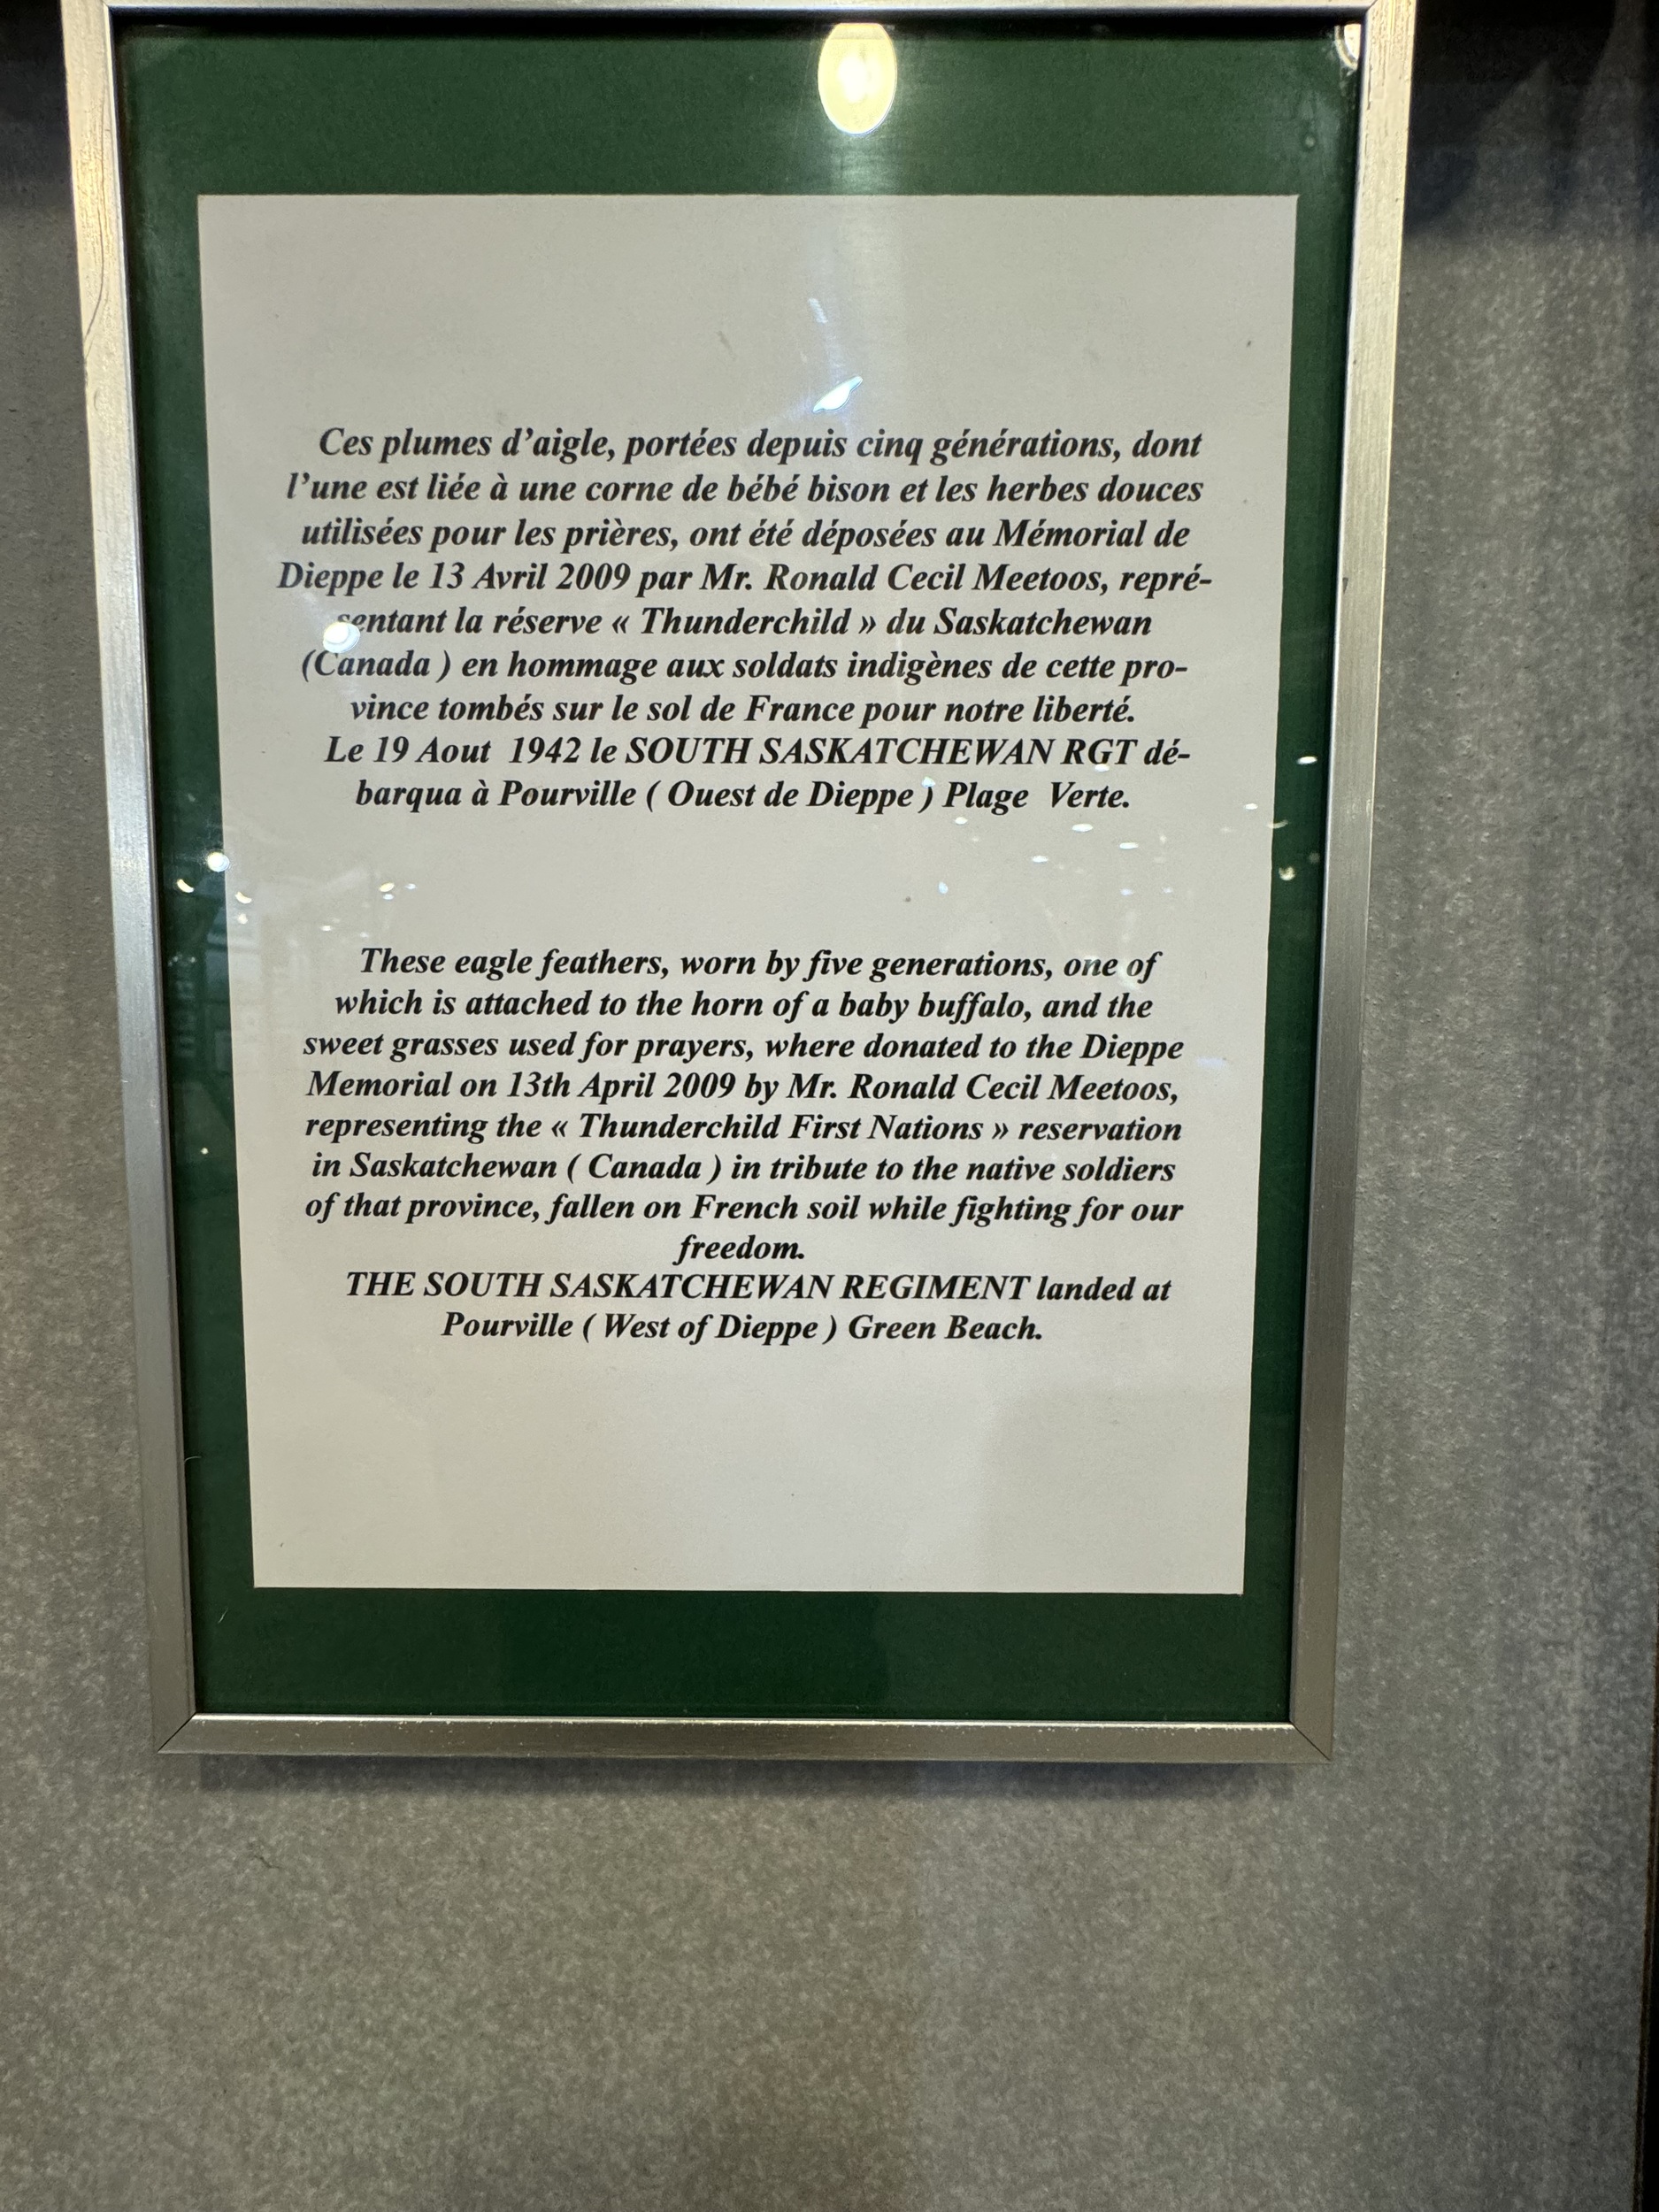 Ces plumes d’aigle, portées depuis cinq générations, dont
l’une est liée à une corne de bébé bison et les herbes douces
utilisées pour les prières, ont été déposées au Mémorial de
Dieppe le 13 Avril 2009 par Mr. Ronald Cecil Meetoos, repré-
sentant la réserve « Thunderchild » du Saskatchewan
(Canada ) en hommage aux soldats indigènes de cette pro-
vince tombés sur le sol de France pour notre liberté.
Le 19 Aout 1942 le SOUTH SASKATCHEWAN RGT dé-
barqua à Pourville ( Ouest de Dieppe ) Plage Verte.
These eagle feathers, worn by five generations, one of
which is attached to the horn of a baby buffalo, and the
sweet grasses used for prayers, where donated to the Dieppe
Memorial on 13th April 2009 by Mr. Ronald Cecil Meetoos,
representing the « Thunderchild First Nations » reservation
in Saskatchewan ( Canada ) in tribute to the native soldiers
of that province, fallen on French soil while fighting for our
freedom.
THE SOUTH SASKATCHEWAN REGIMENT landed at
Pourville ( West of Dieppe ) Green Beach.